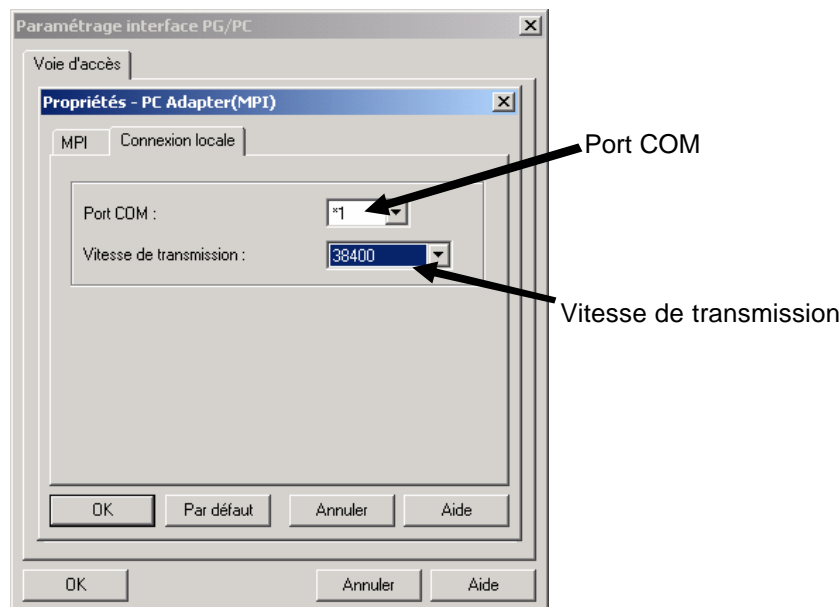 Paramétrage interface PG/PC
Voie d'accès
Propriétés - PC Adapter(MPI)
MPI Connexion locale
Port COM
Port COM : *1
Vitesse de transmission : 38400
Vitesse de transmission
OK Par défaut Annuler Aide
OK Annuler Aide